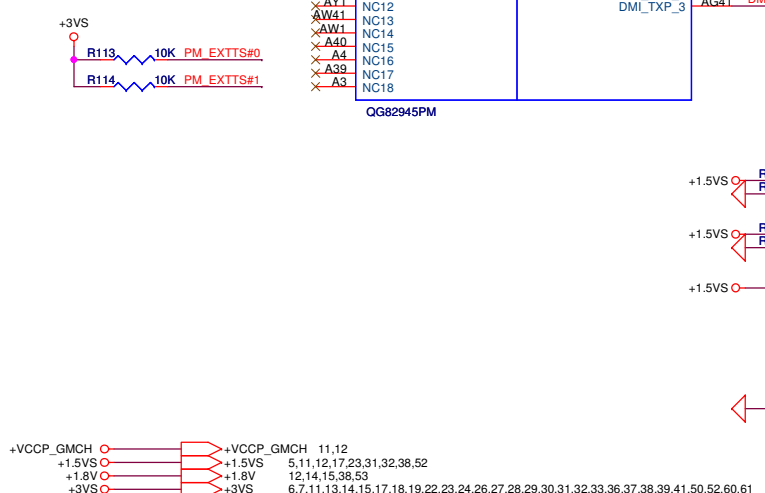 AY1 NC12 DMI_TXP_3 AG41 DM
AW41 NC13
+3VS AW1 NC14
A40 NC15
R113 10K PM_EXTTS#0 A4 NC16
A39 NC17
R114 10K PM_EXTTS#1 A3 NC18
QG82945PM
R
+1.5VS R
R
+1.5VS R
+1.5VS
+VCCP_GMCH +VCCP_GMCH 11,12
+1.5VS +1.5VS 5,11,12,17,23,31,32,38,52
+1.8V +1.8V 12,14,15,38,53
+3VS +3VS 6,7,11,13,14,15,17,18,19,22,23,24,26,27,28,29,30,31,32,33,36,37,38,39,41,50,52,60,61